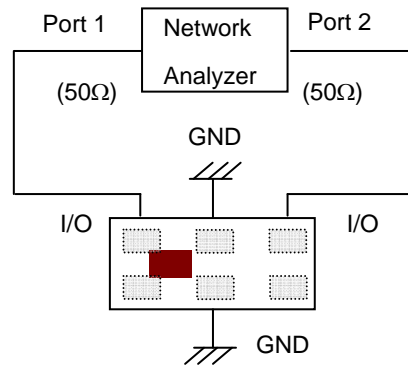 Port 1
Network
Analyzer
Port 2
(50Ω)
(50Ω)
GND
I/O
I/O
GND